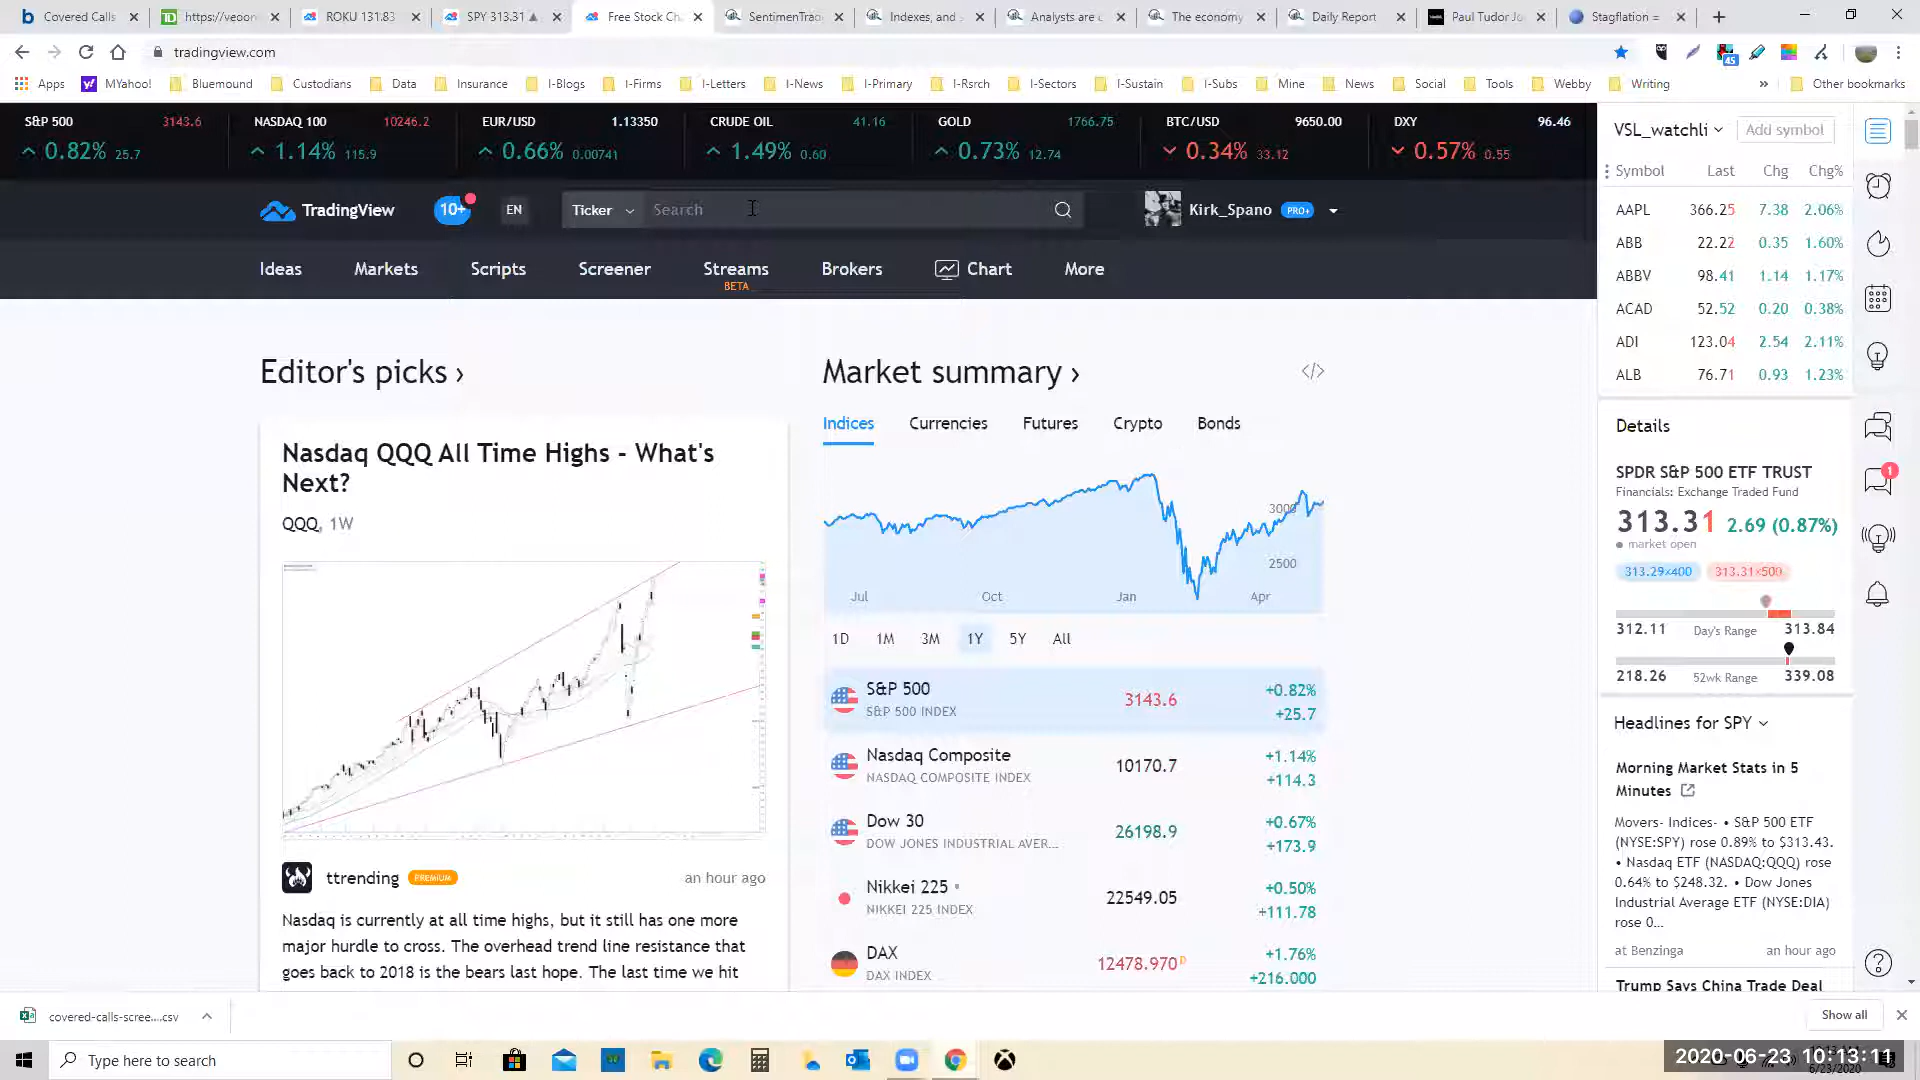 Covered Calls
https://veoon
ROKU 131.83
SPY 313.31 ▲
Free Stock Ch
SentimenTrad
Indexes, and
Analysts are c
The economy
Daily Report
Paul Tudor Jo
Stagflation =
tradingview.com
45
Apps
MYahoo!
Bluemound
Custodians
Data
Insurance
I-Blogs
I-Firms
I-Letters
I-News
I-Primary
I-Rsrch
I-Sectors
I-Sustain
I-Subs
Mine
News
Social
Tools
Webby
Writing
»
Other bookmarks
S&P 500 3143.6
0.82% 25.7
NASDAQ 100 10246.2
1.14% 115.9
EUR/USD 1.13350
0.66% 0.00741
CRUDE OIL 41.16
1.49% 0.60
GOLD 1766.75
0.73% 12.74
BTC/USD 9650.00
0.34% 33.12
DXY 96.46
0.57% 0.55
TradingView
10+
EN
Ticker
Search
Kirk_Spano PRO+
Ideas
Markets
Scripts
Screener
Streams
BETA
Brokers
Chart
More
Editor's picks ›
Nasdaq QQQ All Time Highs - What's
Next?
QQQ, 1W
ttrending PREMIUM an hour ago
Nasdaq is currently at all time highs, but it still has one more
major hurdle to cross. The overhead trend line resistance that
goes back to 2018 is the bears last hope. The last time we hit
Market summary ›
</>
Indices
Currencies
Futures
Crypto
Bonds
3000
2500
Jul
Oct
Jan
Apr
1D
1M
3M
1Y
5Y
All
S&P 500
S&P 500 INDEX
3143.6
+0.82%
+25.7
Nasdaq Composite
NASDAQ COMPOSITE INDEX
10170.7
+1.14%
+114.3
Dow 30
DOW JONES INDUSTRIAL AVER...
26198.9
+0.67%
+173.9
Nikkei 225
NIKKEI 225 INDEX
22549.05
+0.50%
+111.78
DAX
DAX INDEX
12478.970 D
+1.76%
+216.000
VSL_watchli
Add symbol
Symbol Last Chg Chg%
AAPL 366.25 7.38 2.06%
ABB 22.22 0.35 1.60%
ABBV 98.41 1.14 1.17%
ACAD 52.52 0.20 0.38%
ADI 123.04 2.54 2.11%
ALB 76.71 0.93 1.23%
Details
SPDR S&P 500 ETF TRUST
Financials: Exchange Traded Fund
313.31 2.69 (0.87%)
● market open
313.29×400 313.31×500
312.11 Day's Range 313.84
218.26 52wk Range 339.08
Headlines for SPY
Morning Market Stats in 5
Minutes
Movers- Indices- • S&P 500 ETF
(NYSE:SPY) rose 0.89% to $313.43.
• Nasdaq ETF (NASDAQ:QQQ) rose
0.64% to $248.32. • Dow Jones
Industrial Average ETF (NYSE:DIA)
rose 0...
at Benzinga an hour ago
Trump Says China Trade Deal
1
covered-calls-scree....csv
Show all
Type here to search
2020-06-23 10:13:11
6/23/2020